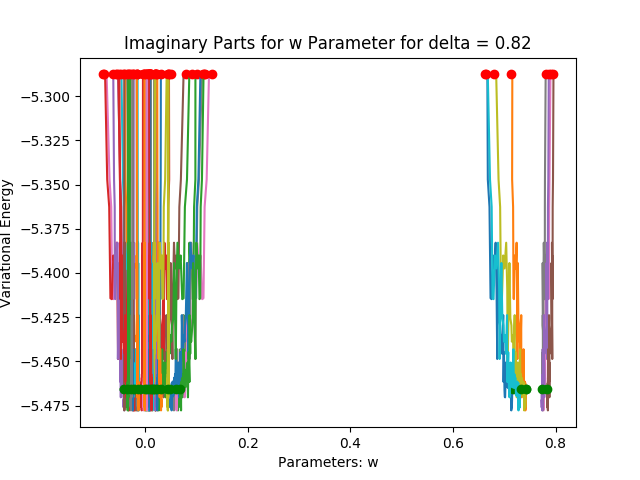 Imaginary Parts for w Parameter for delta = 0.82
Variational Energy
−5.300
−5.325
−5.350
−5.375
−5.400
−5.425
−5.450
−5.475
0.0 0.2 0.4 0.6 0.8
Parameters: w